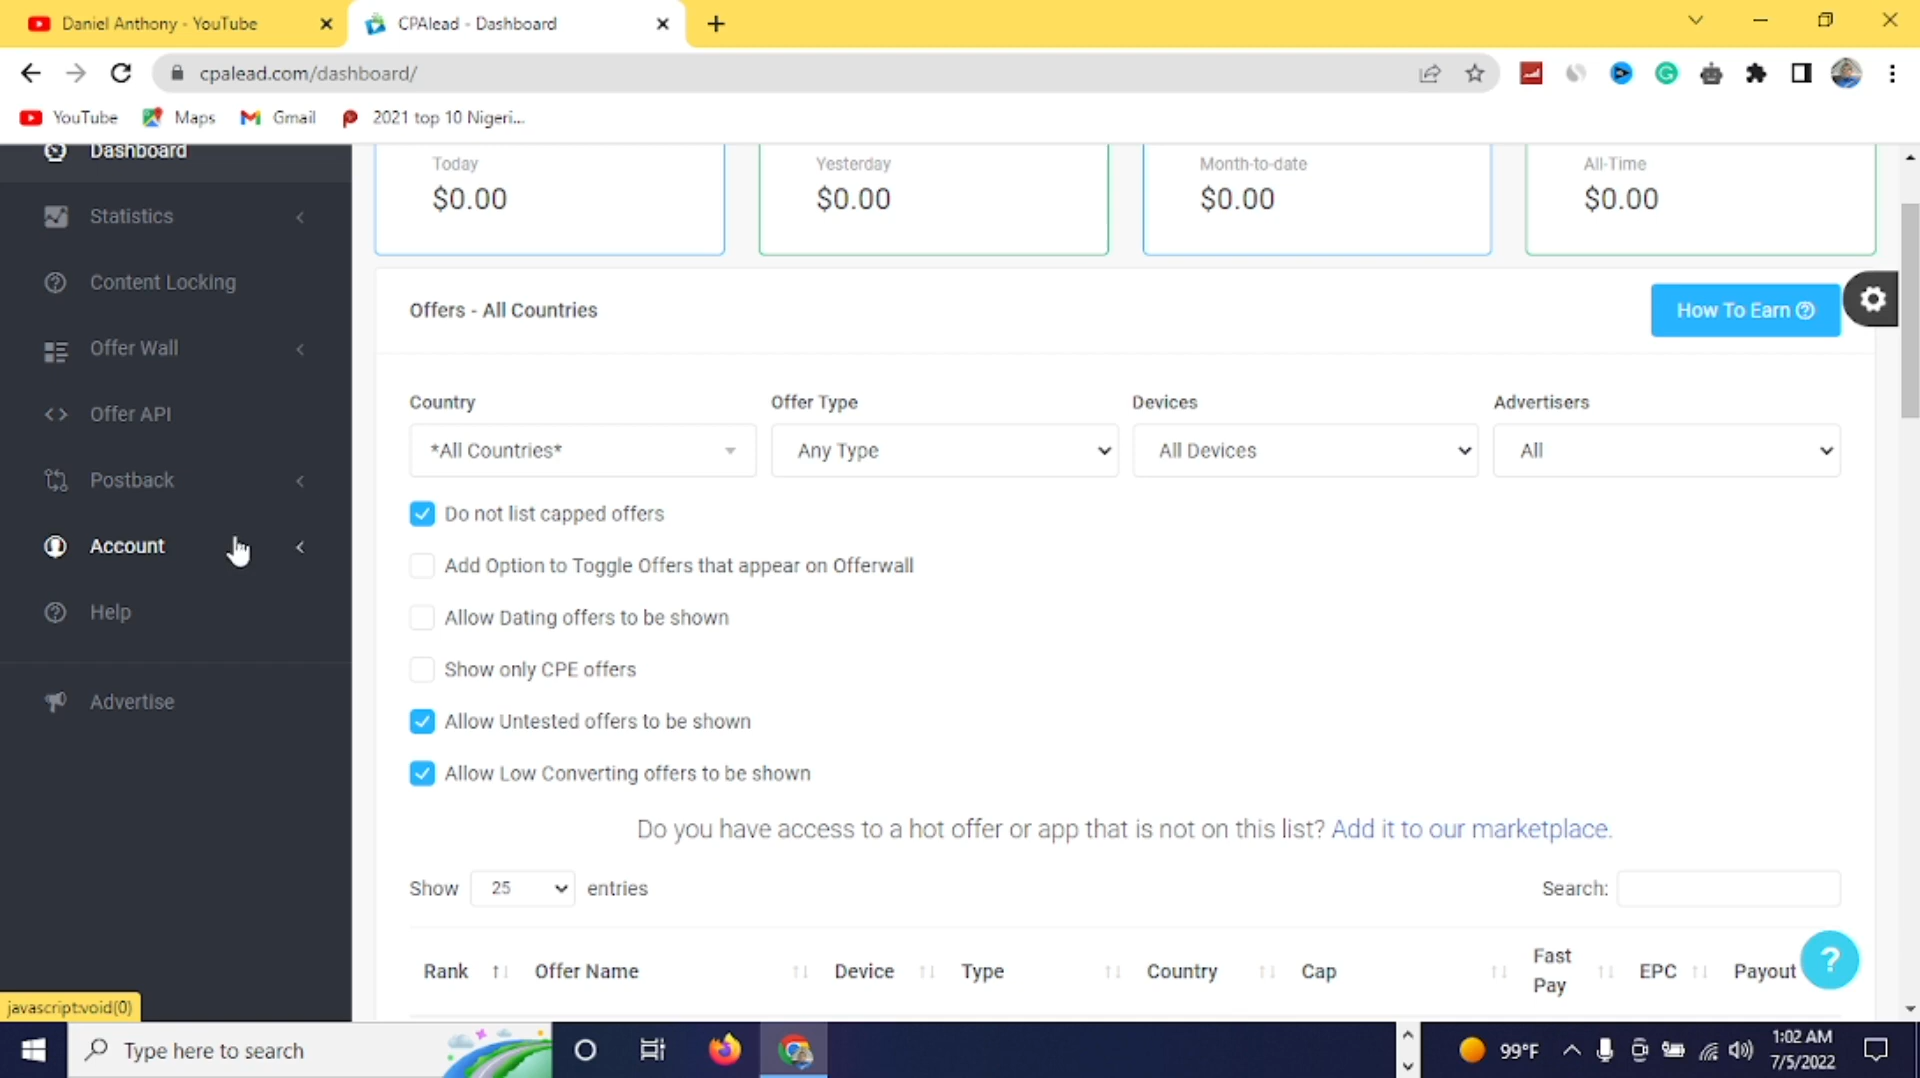 Daniel Anthony - YouTube
CPAlead - Dashboard
cpalead.com/dashboard/
YouTube
Maps
Gmail
2021 top 10 Nigeri...
Dashboard
Statistics
Content Locking
Offer Wall
Offer API
Postback
Account
Help
Advertise
Today
$0.00
Yesterday
$0.00
Month-to-date
$0.00
All-Time
$0.00
Offers - All Countries
How To Earn
Country
*All Countries*
Offer Type
Any Type
Devices
All Devices
Advertisers
All
Do not list capped offers
Add Option to Toggle Offers that appear on Offerwall
Allow Dating offers to be shown
Show only CPE offers
Allow Untested offers to be shown
Allow Low Converting offers to be shown
Do you have access to a hot offer or app that is not on this list? Add it to our marketplace.
Show 25 entries
Search:
Rank
Offer Name
Device
Type
Country
Cap
Fast
Pay
EPC
Payout
?
javascript:void(0)
Type here to search
99°F
1:02 AM
7/5/2022